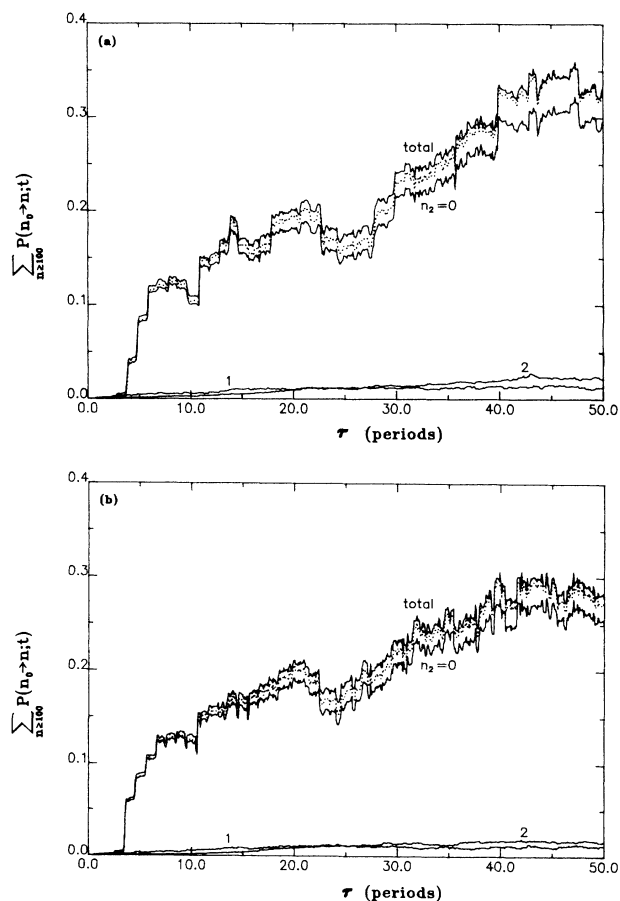 (a)
0.4
0.3
0.2
0.1
0.0
∑ P(n₀→n;t)
n≥100
total
n₂=0
1
2
0.0 10.0 20.0 30.0 40.0 50.0
τ (periods)
(b)
0.4
0.3
0.2
0.1
0.0
∑ P(n₀→n;t)
n≥100
total
n₂=0
1
2
0.0 10.0 20.0 30.0 40.0 50.0
τ (periods)